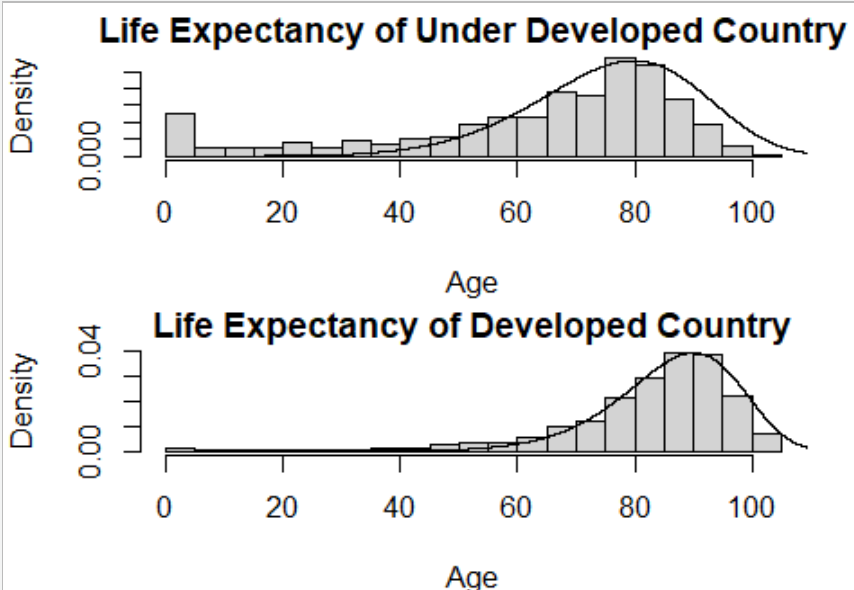 Life Expectancy of Under Developed Country
Density
0.000
0 20 40 60 80 100
Age
Life Expectancy of Developed Country
Density
0.04
0.00
0 20 40 60 80 100
Age